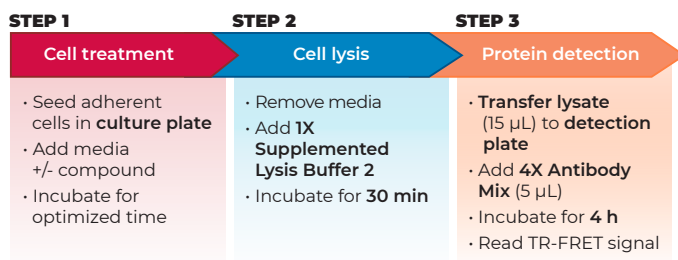 STEP 1
Cell treatment
· Seed adherent
cells in culture plate
· Add media
+/- compound
· Incubate for
optimized time
STEP 2
Cell lysis
· Remove media
· Add 1X
Supplemented
Lysis Buffer 2
· Incubate for 30 min
STEP 3
Protein detection
· Transfer lysate
(15 µL) to detection
plate
· Add 4X Antibody
Mix (5 µL)
· Incubate for 4 h
· Read TR-FRET signal